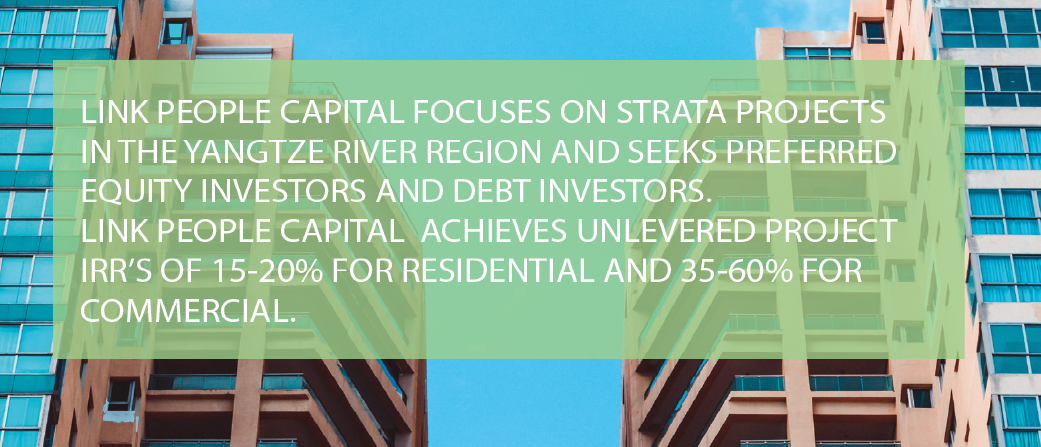 LINK PEOPLE CAPITAL FOCUSES ON STRATA PROJECTS
IN THE YANGTZE RIVER REGION AND SEEKS PREFERRED
EQUITY INVESTORS AND DEBT INVESTORS.
LINK PEOPLE CAPITAL  ACHIEVES UNLEVERED PROJECT
IRR’S OF 15-20% FOR RESIDENTIAL AND 35-60% FOR
COMMERCIAL.